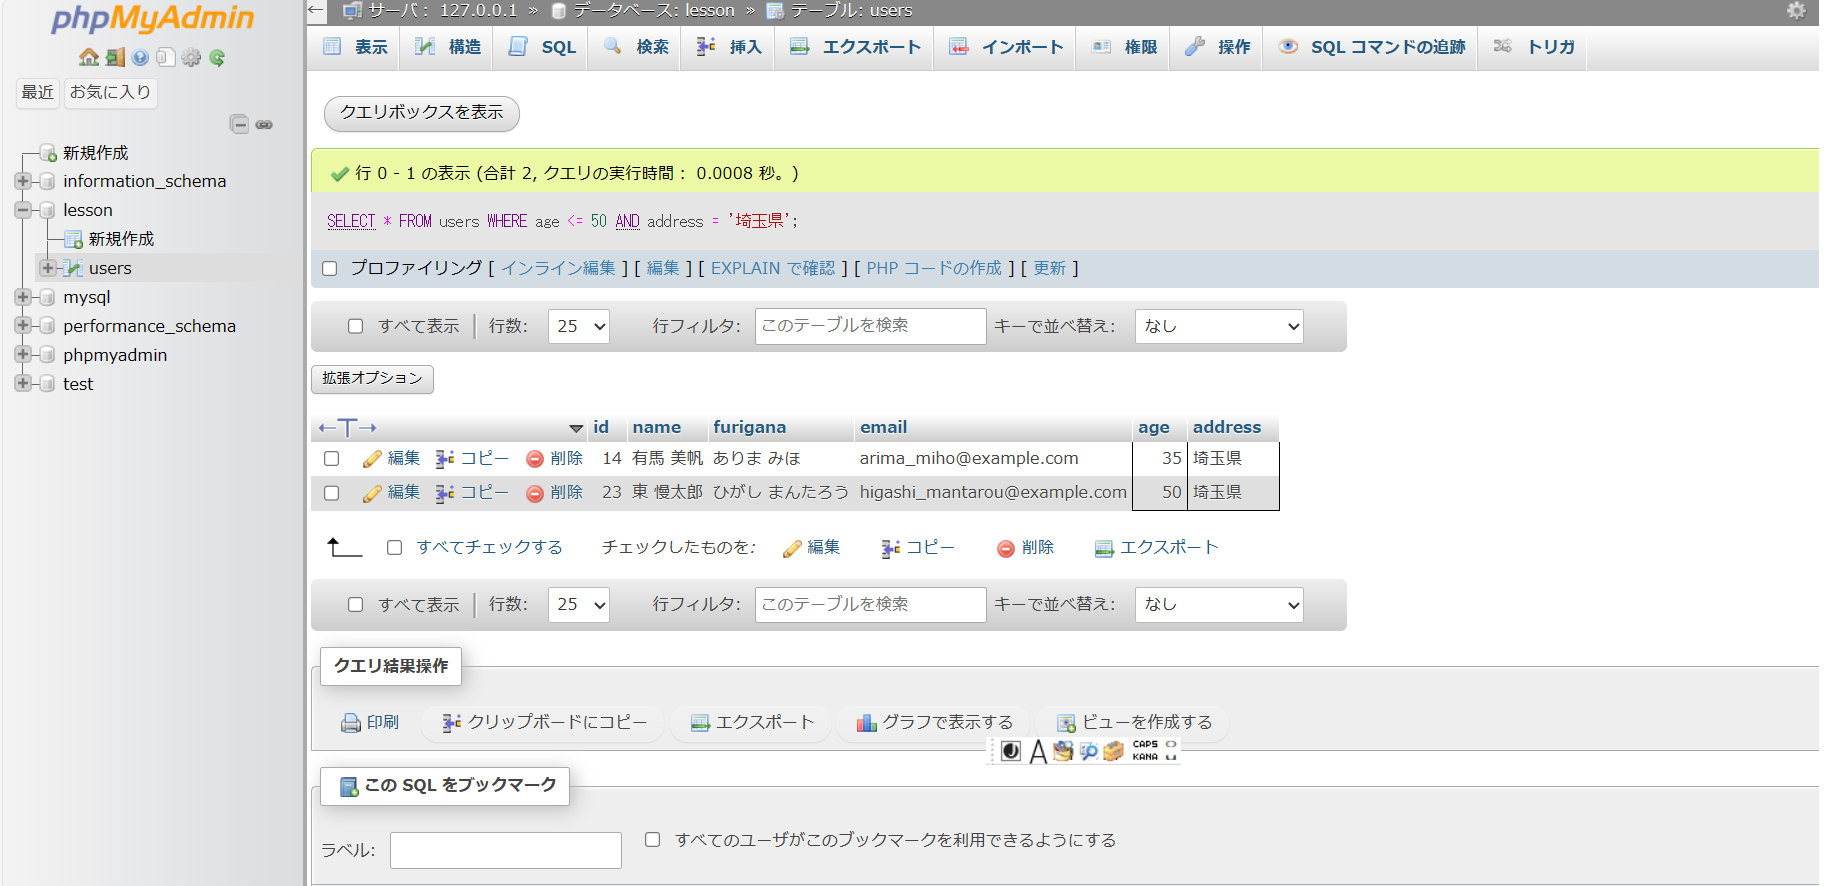 phpMyAdmin
最近 お気に入り
新規作成
information_schema
lesson
新規作成
users
mysql
performance_schema
phpmyadmin
test
サーバ: 127.0.0.1 » データベース: lesson » テーブル: users
表示 構造 SQL 検索 挿入 エクスポート インポート 権限 操作 SQL コマンドの追跡 トリガ
クエリボックスを表示
行 0 - 1 の表示 (合計 2, クエリの実行時間: 0.0008 秒。)
SELECT * FROM users WHERE age <= 50 AND address = '埼玉県';
プロファイリング [ インライン編集 ] [ 編集 ] [ EXPLAIN で確認 ] [ PHP コードの作成 ] [ 更新 ]
すべて表示 行数: 25 行フィルタ: このテーブルを検索 キーで並べ替え: なし
拡張オプション
←T→ id name furigana email age address
編集 コピー 削除 14 有馬 美帆 ありま みほ arima_miho@example.com 35 埼玉県
編集 コピー 削除 23 東 慢太郎 ひがし まんたろう higashi_mantarou@example.com 50 埼玉県
すべてチェックする チェックしたものを: 編集 コピー 削除 エクスポート
すべて表示 行数: 25 行フィルタ: このテーブルを検索 キーで並べ替え: なし
クエリ結果操作
印刷 クリップボードにコピー エクスポート グラフで表示する ビューを作成する
A CAPS
KANA
この SQL をブックマーク
ラベル: すべてのユーザがこのブックマークを利用できるようにする